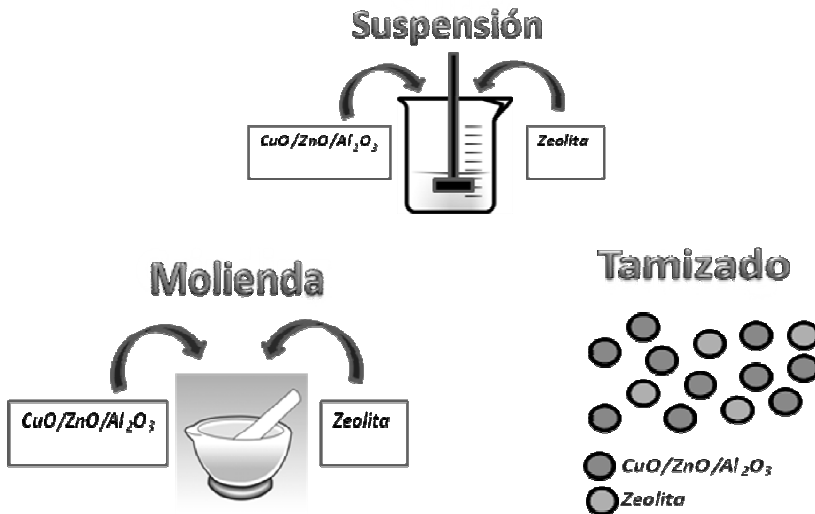 Suspensión
CuO/ZnO/Al₂O₃
Zeolita
Molienda
CuO/ZnO/Al₂O₃
Zeolita
Tamizado
CuO/ZnO/Al₂O₃
Zeolita